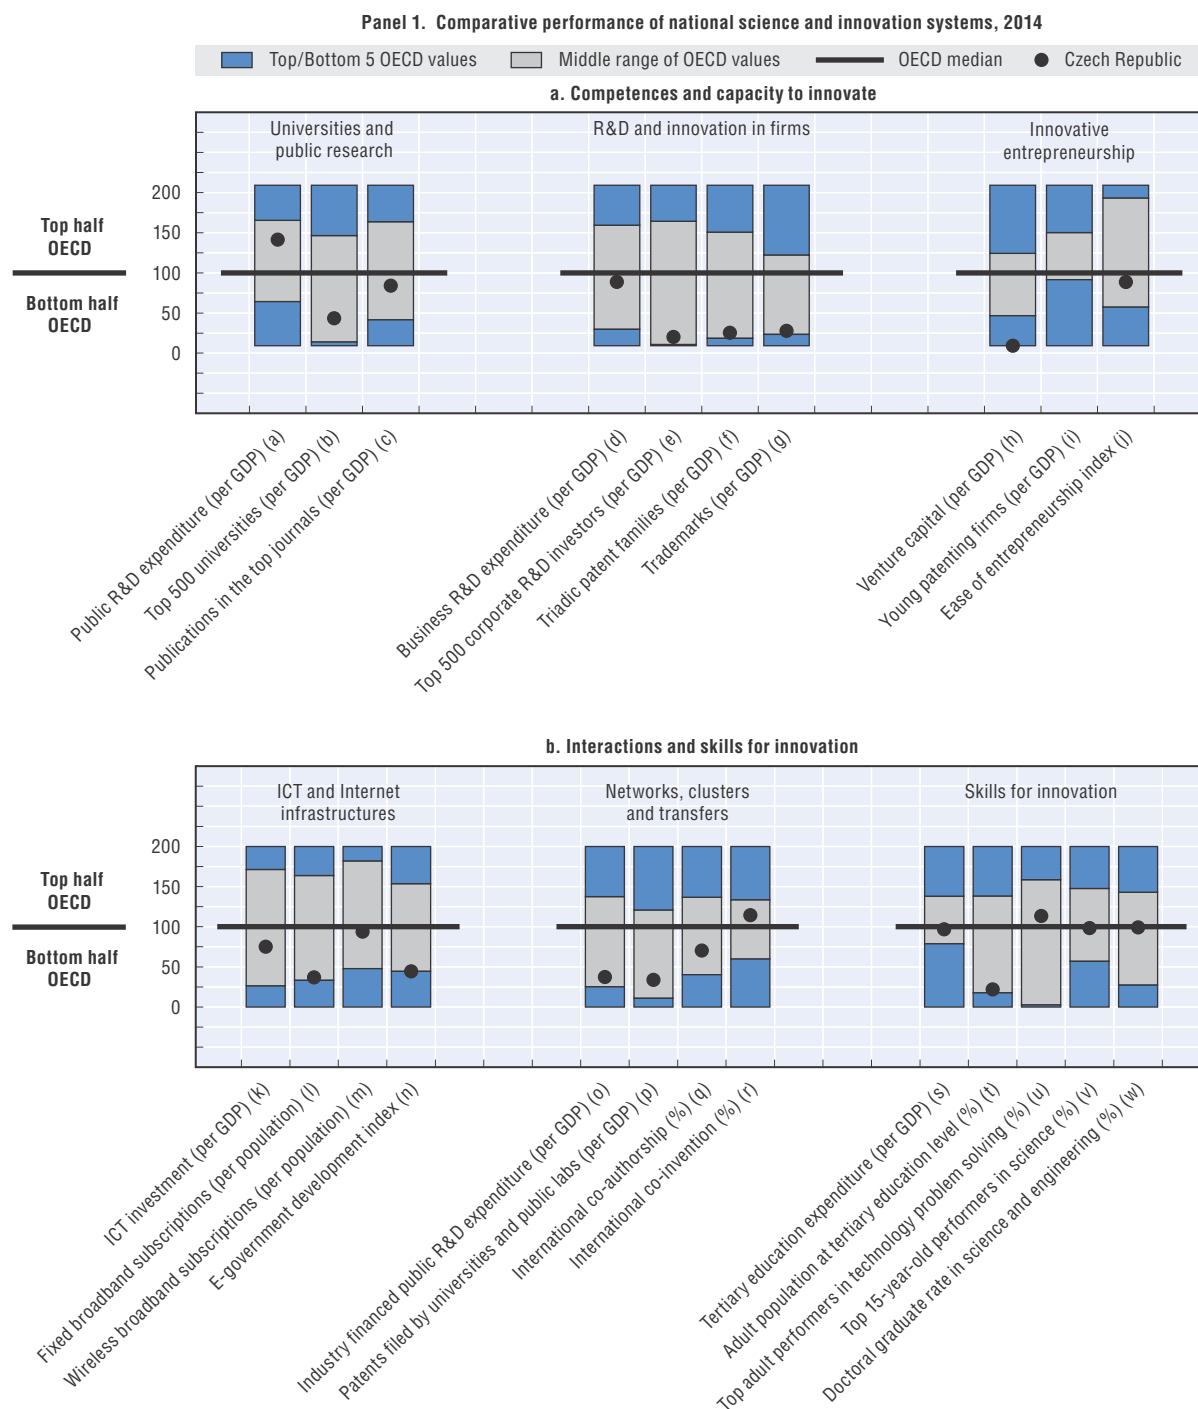 Panel 1. Comparative performance of national science and innovation systems, 2014
Top/Bottom 5 OECD values
Middle range of OECD values
OECD median
Czech Republic
a. Competences and capacity to innovate
Universities and
public research
R&D and innovation in firms
Innovative
entrepreneurship
200
150
100
50
0
Top half
OECD
Bottom half
OECD
Public R&D expenditure (per GDP) (a)
Top 500 universities (per GDP) (b)
Publications in the top journals (per GDP) (c)
Business R&D expenditure (per GDP) (d)
Top 500 corporate R&D investors (per GDP) (e)
Triadic patent families (per GDP) (f)
Trademarks (per GDP) (g)
Venture capital (per GDP) (h)
Young patenting firms (per GDP) (i)
Ease of entrepreneurship index (j)
b. Interactions and skills for innovation
ICT and Internet
infrastructures
Networks, clusters
and transfers
Skills for innovation
200
150
100
50
0
Top half
OECD
Bottom half
OECD
ICT investment (per GDP) (k)
Fixed broadband subscriptions (per population) (l)
Wireless broadband subscriptions (per population) (m)
E-government development index (n)
Industry financed public R&D expenditure (per GDP) (o)
Patents filed by universities and public labs (per GDP) (p)
International co-authorship (%) (q)
International co-invention (%) (r)
Tertiary education expenditure (per GDP) (s)
Adult population at tertiary education level (%) (t)
Top adult performers in technology problem solving (%) (u)
Top 15-year-old performers in science (%) (v)
Doctoral graduate rate in science and engineering (%) (w)